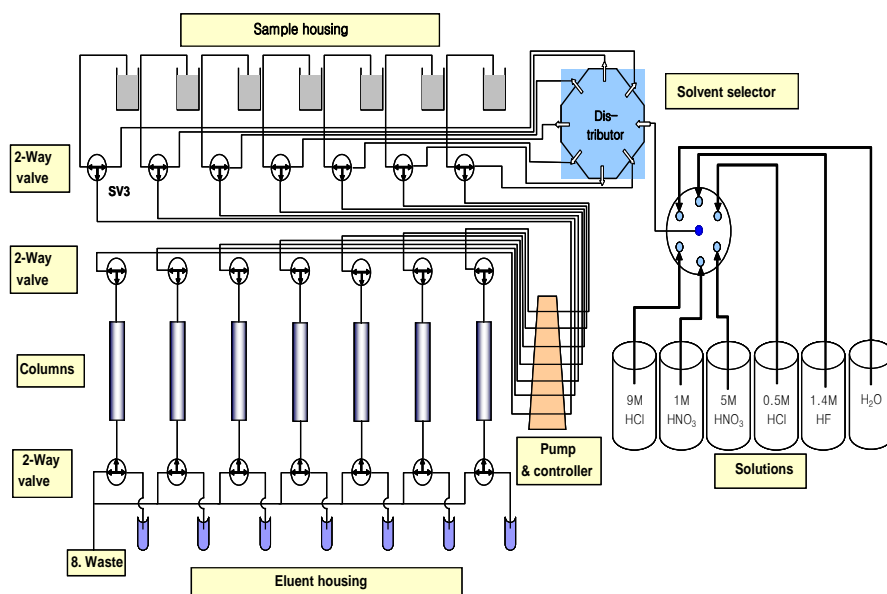 Sample housing
Solvent selector
Dis-
tributor
2-Way
valve
SV3
2-Way
valve
Columns
9M
HCl
1M
HNO₃
5M
HNO₃
0.5M
HCl
1.4M
HF
H₂O
2-Way
valve
Pump
& controller
Solutions
8. Waste
Eluent housing